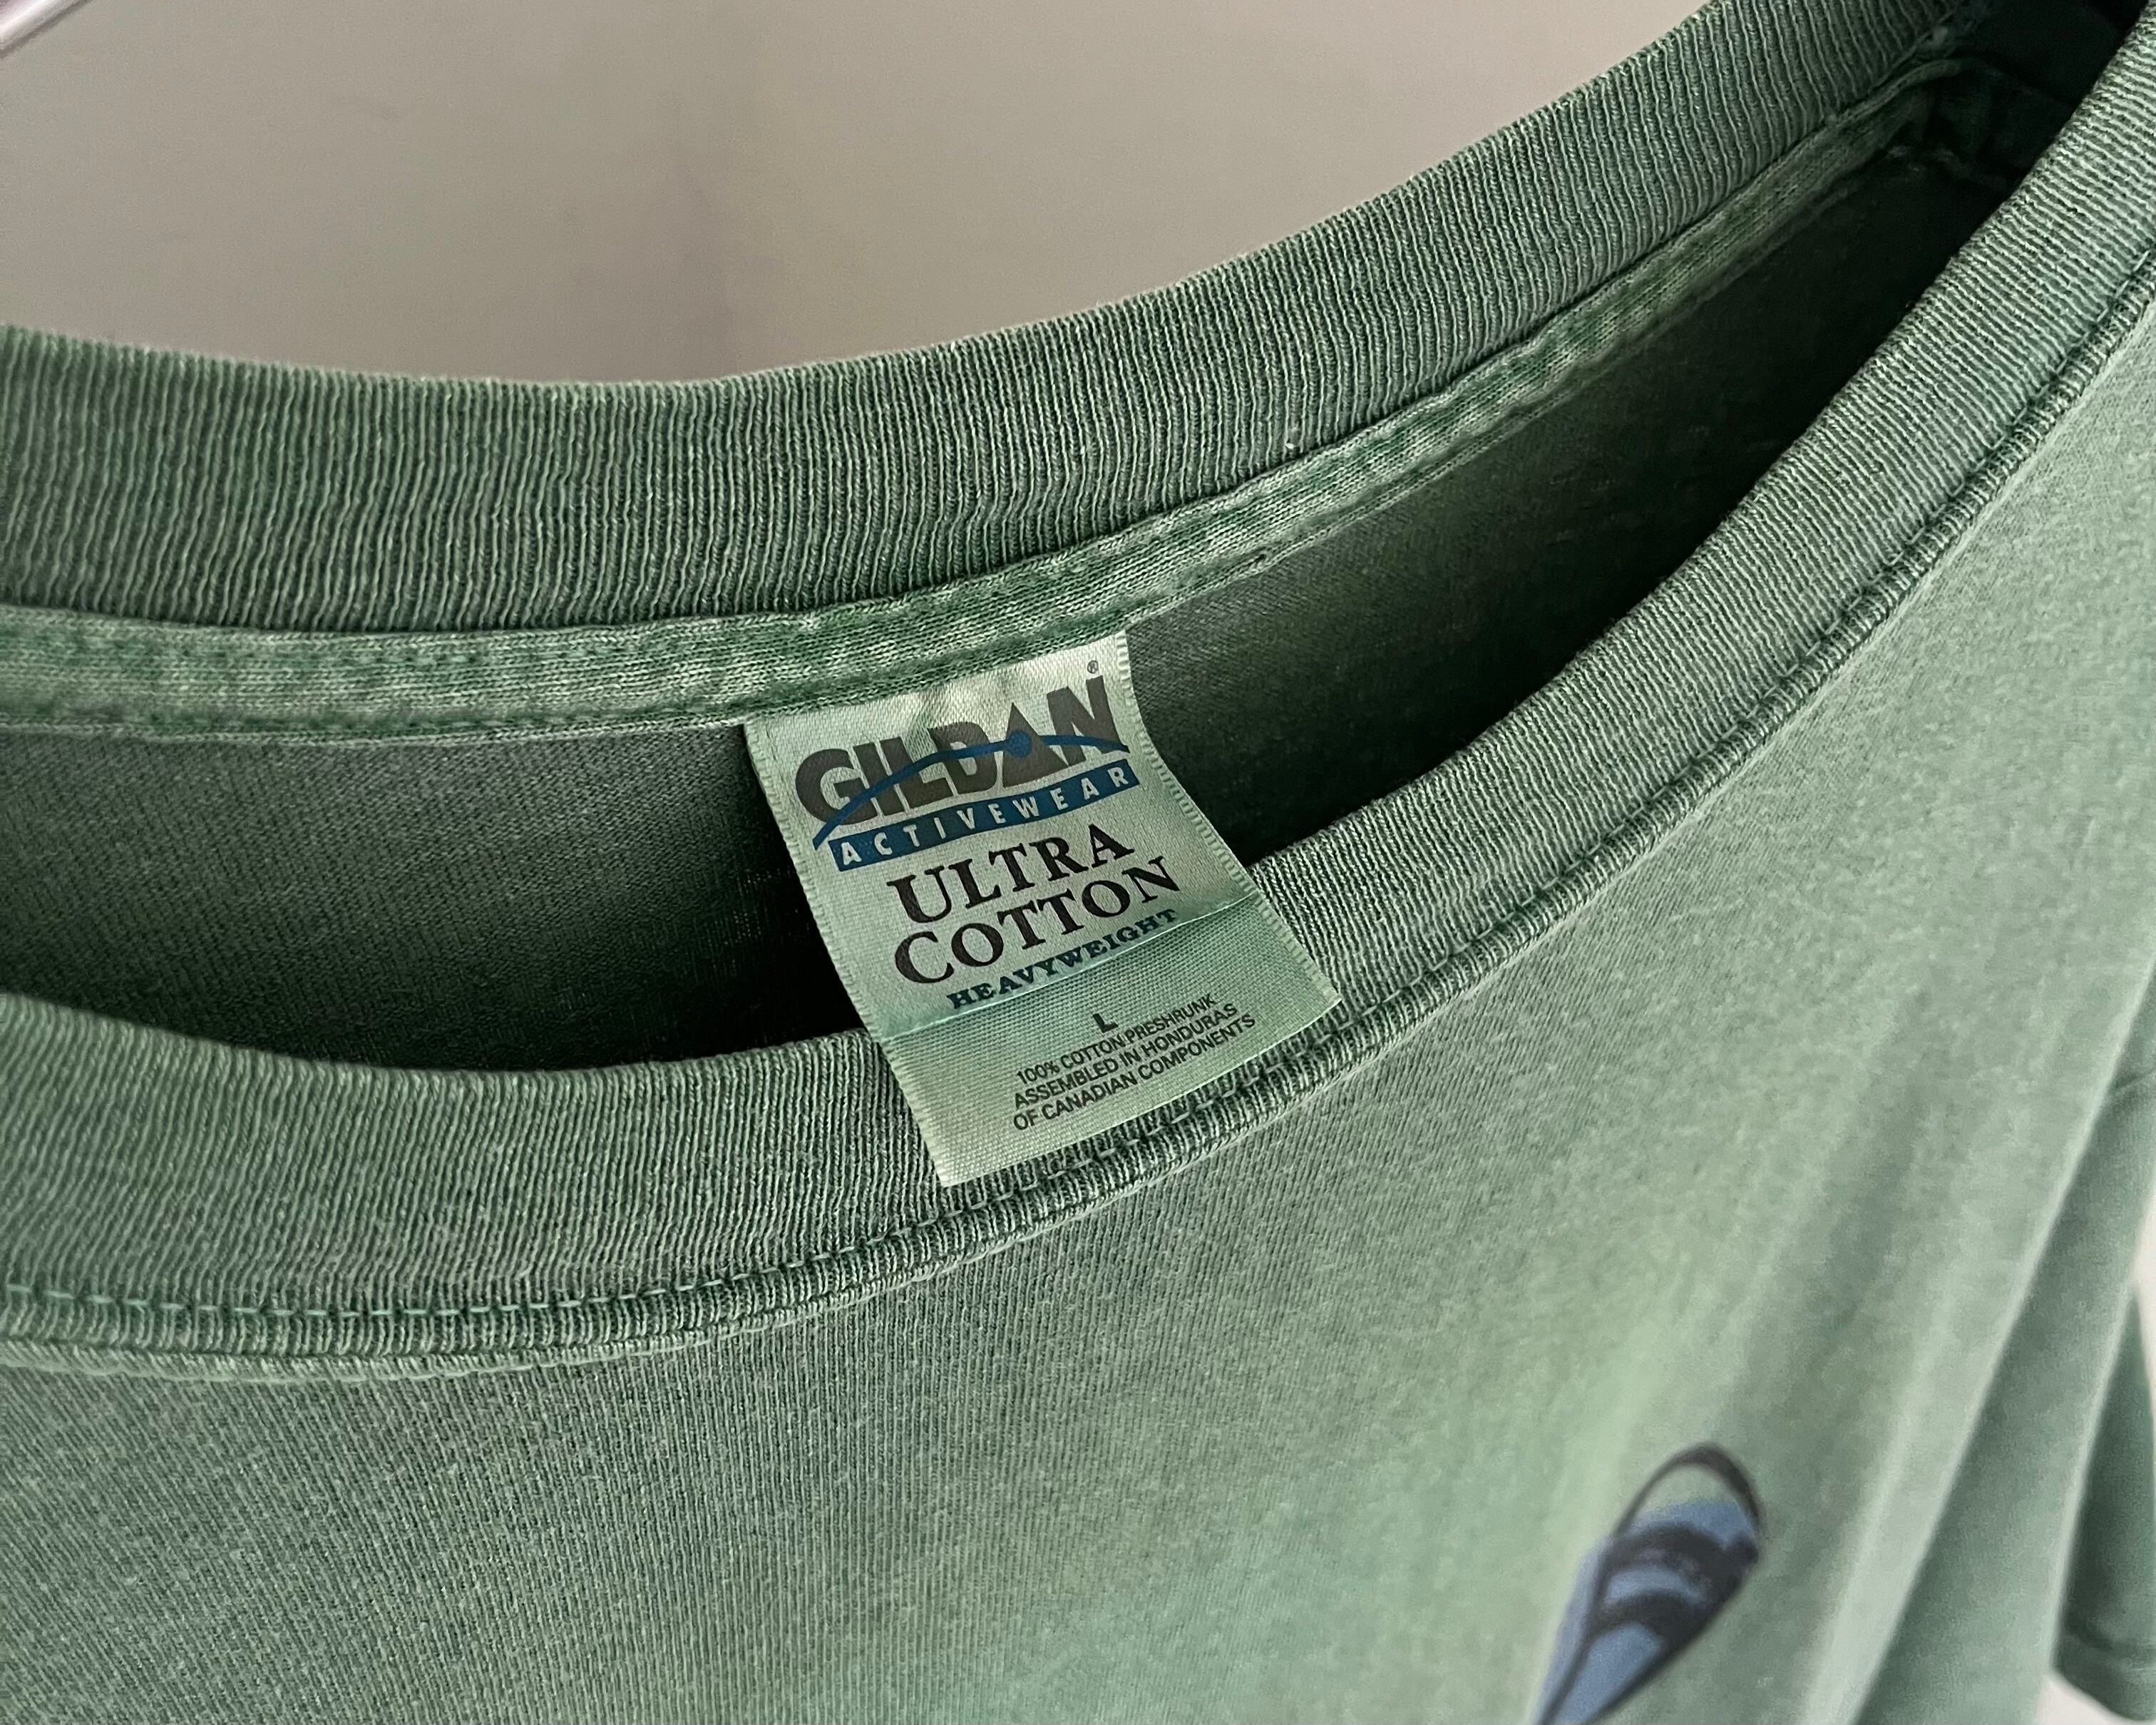 GILDAN®
ACTIVEWEAR
ULTRA
COTTON
HEAVYWEIGHT
L
100% COTTON PRESHRUNK
ASSEMBLED IN HONDURAS
OF CANADIAN COMPONENTS